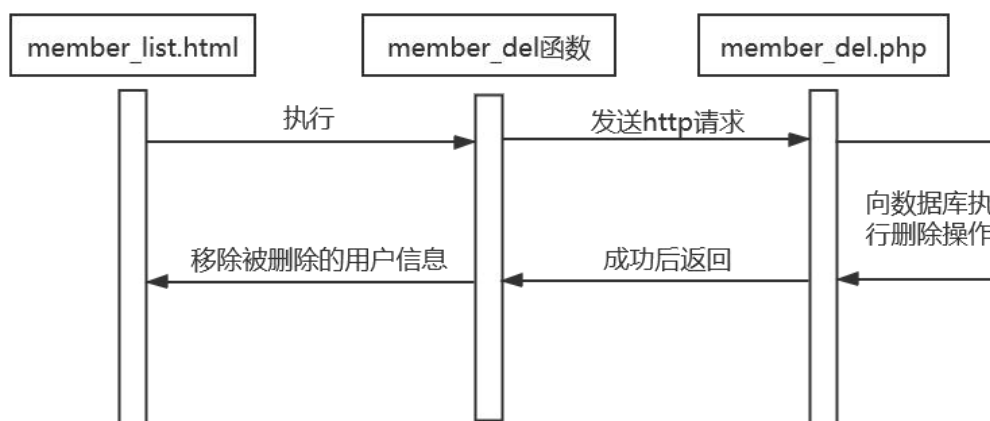 member_list.html
member_del函数
member_del.php
执行
发送http请求
向数据库执
行删除操作
移除被删除的用户信息
成功后返回